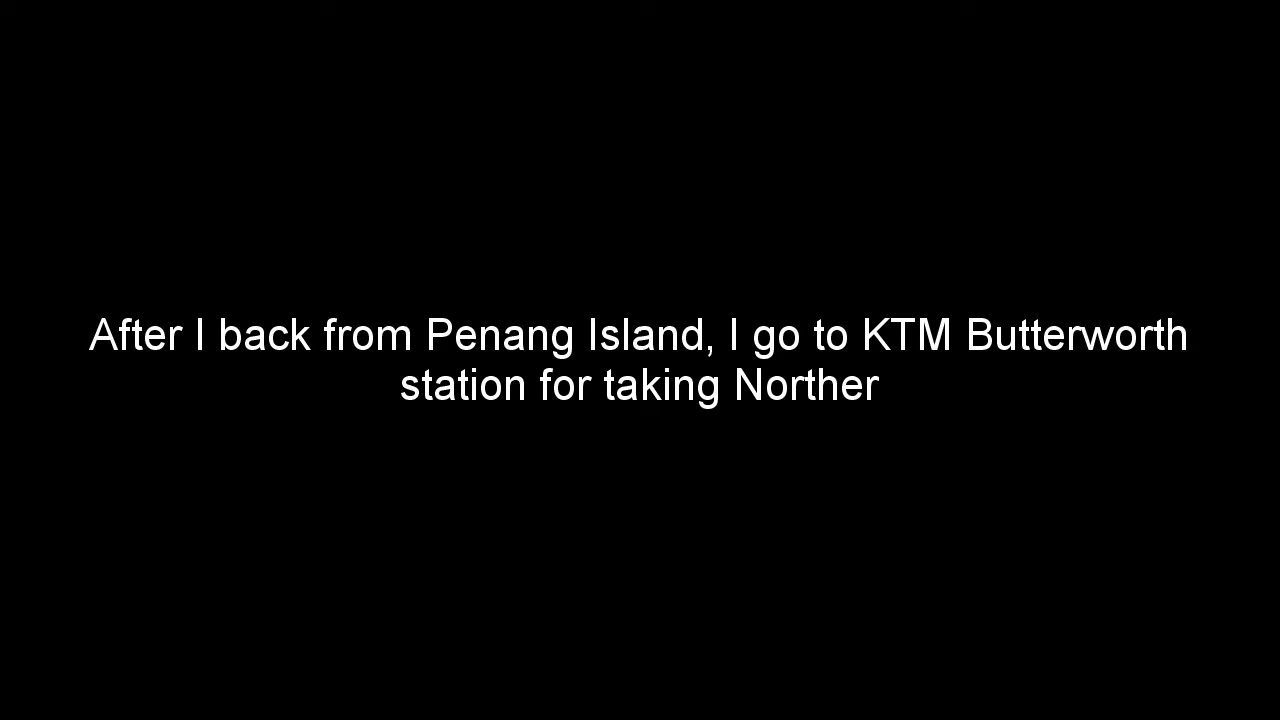 After I back from Penang Island, I go to KTM Butterworth
station for taking Norther